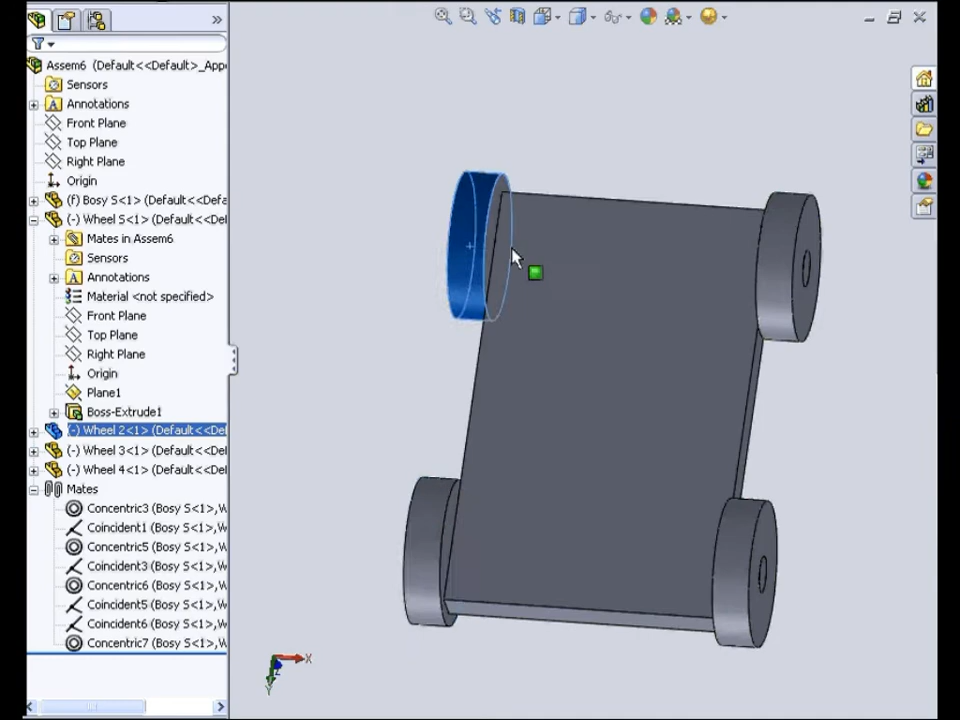 »
Assem6 (Default<<Default>_App
Sensors
Annotations
Front Plane
Top Plane
Right Plane
Origin
(f) Bosy S<1> (Default<<Def
(-) Wheel S<1> (Default<<De
Mates in Assem6
Sensors
Annotations
Material <not specified>
Front Plane
Top Plane
Right Plane
Origin
Plane1
Boss-Extrude1
(-) Wheel 2<1> (Default<<De
(-) Wheel 3<1> (Default<<De
(-) Wheel 4<1> (Default<<De
Mates
Concentric3 (Bosy S<1>,W
Coincident1 (Bosy S<1>,W
Concentric5 (Bosy S<1>,W
Coincident3 (Bosy S<1>,W
Concentric6 (Bosy S<1>,W
Coincident5 (Bosy S<1>,W
Coincident6 (Bosy S<1>,W
Concentric7 (Bosy S<1>,W
X
Z
Y